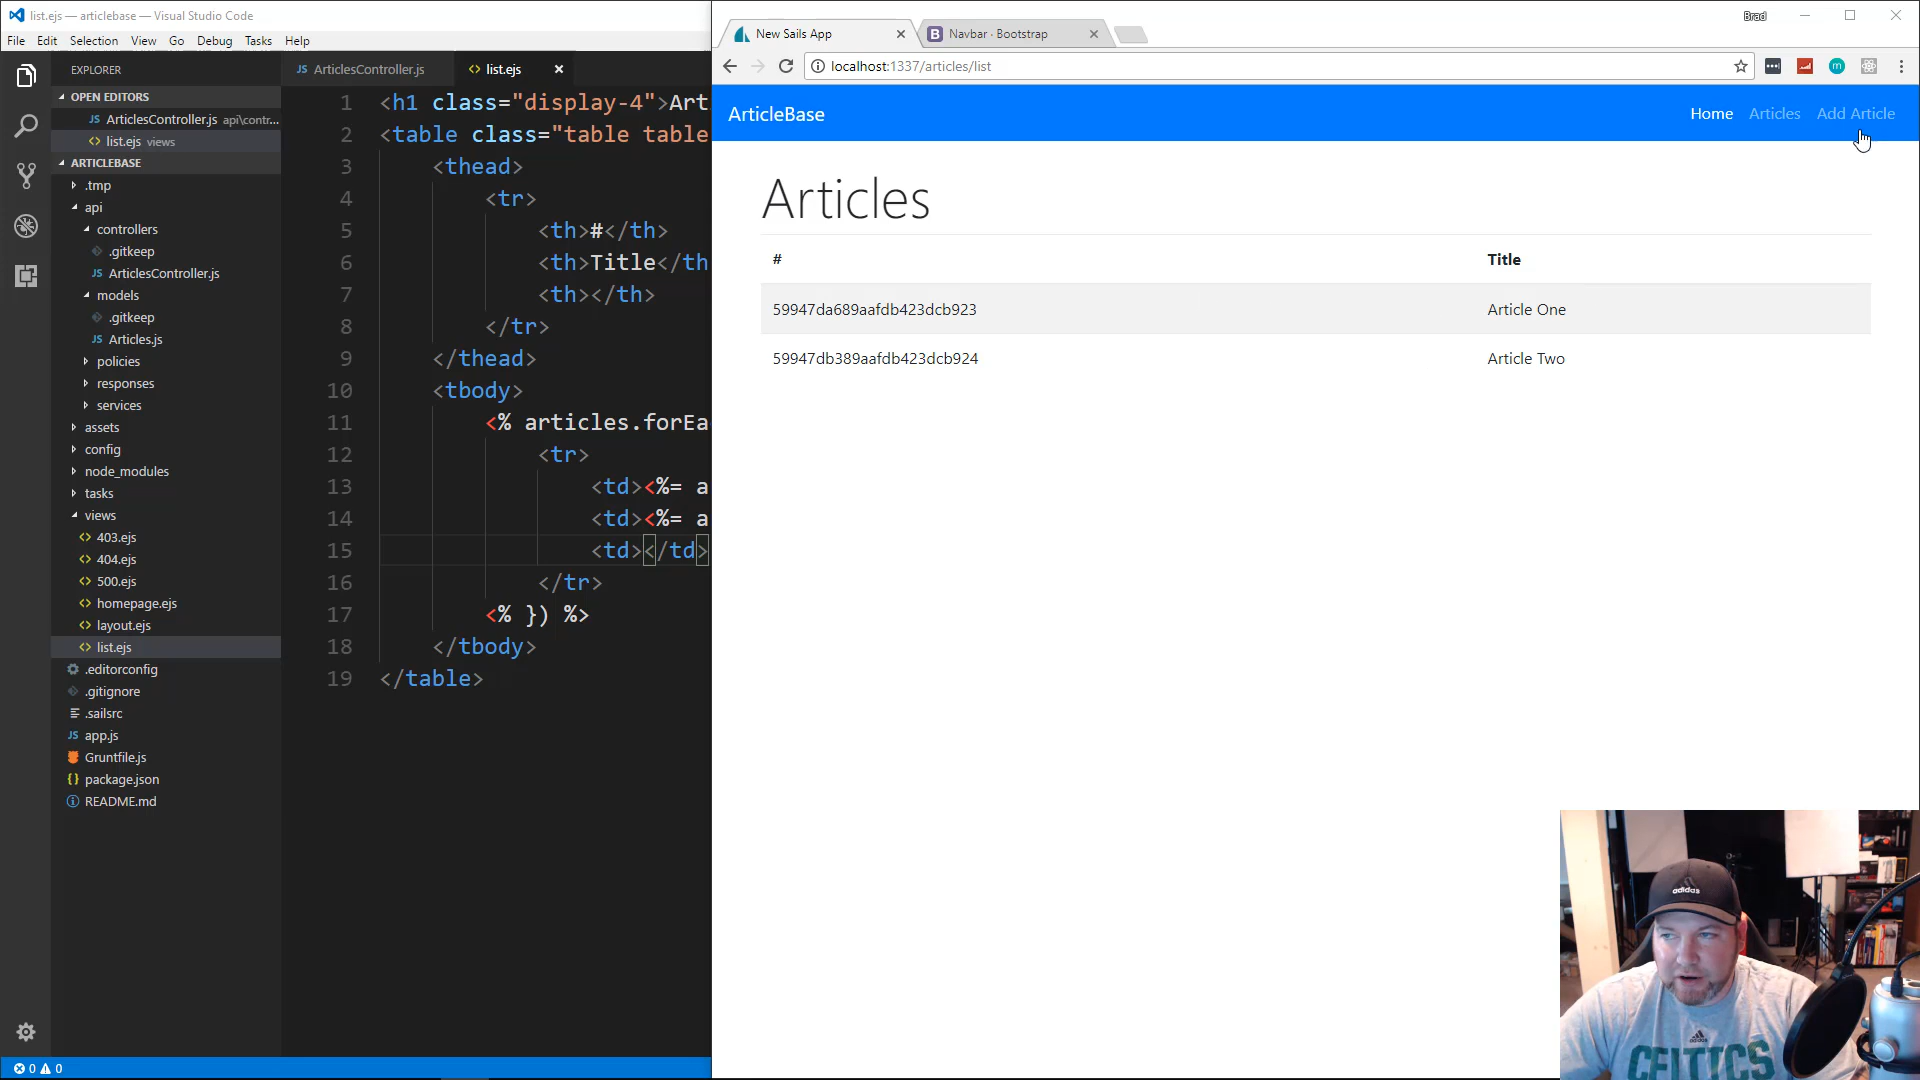 list.ejs — articlebase — Visual Studio Code
File Edit Selection View Go Debug Tasks Help
EXPLORER
OPEN EDITORS
ArticlesController.js api\contr...
list.ejs views
ARTICLEBASE
.tmp
api
controllers
.gitkeep
ArticlesController.js
models
.gitkeep
Articles.js
policies
responses
services
assets
config
node_modules
tasks
views
403.ejs
404.ejs
500.ejs
homepage.ejs
layout.ejs
list.ejs
.editorconfig
.gitignore
.sailsrc
app.js
Gruntfile.js
package.json
README.md
0 0
JS ArticlesController.js
list.ejs
1 <h1 class="display-4">Art
2 <table class="table table
3 <thead>
4 <tr>
5 <th>#</th>
6 <th>Title</th
7 <th></th>
8 </tr>
9 </thead>
10 <tbody>
11 <% articles.forEa
12 <tr>
13 <td><%= a
14 <td><%= a
15 <td></td>
16 </tr>
17 <% }) %>
18 </tbody>
19 </table>
Brad
New Sails App
B Navbar · Bootstrap
localhost:1337/articles/list
ArticleBase
Home Articles Add Article
Articles
# Title
59947da689aafdb423dcb923 Article One
59947db389aafdb423dcb924 Article Two
adidas
CELTICS